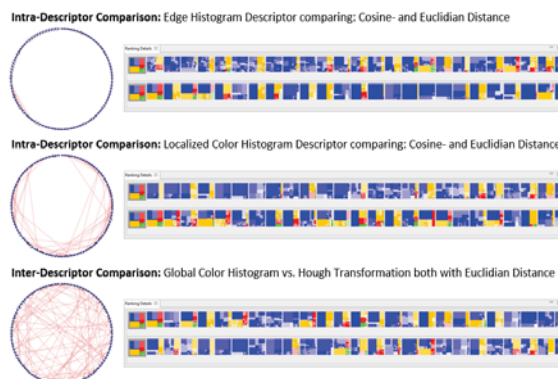 Intra-Descriptor Comparison: Edge Histogram Descriptor comparing: Cosine- and Euclidian Distance
Ranking Details
Intra-Descriptor Comparison: Localized Color Histogram Descriptor comparing: Cosine- and Euclidian Distance
Ranking Details
Inter-Descriptor Comparison: Global Color Histogram vs. Hough Transformation both with Euclidian Distance
Ranking Details